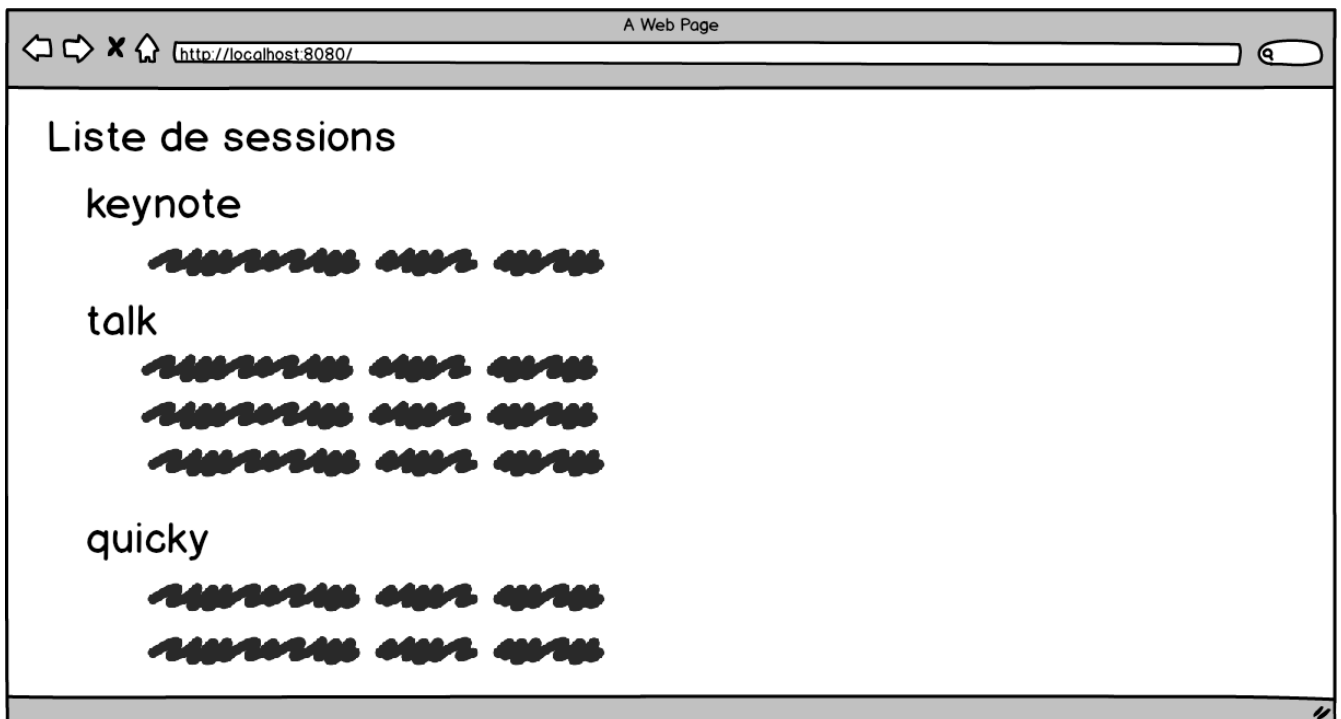 A Web Page
http://localhost:8080/
Liste de sessions
keynote
talk
quicky